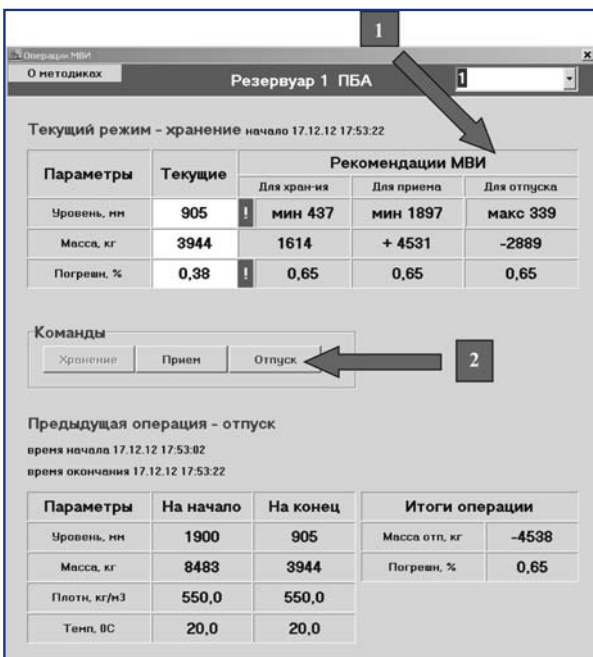 1
Операции МВИ
О методиках
Резервуар 1 ПБА
1
Текущий режим - хранение начало 17.12.12 17:53:22
Параметры Текущие Рекомендации МВИ
Для хран-ия Для приема Для отпуска
Уровень, мм 905 ! мин 437 мин 1897 макс 339
Масса, кг 3944 1614 + 4531 -2889
Погрешн, % 0,38 ! 0,65 0,65 0,65
Команды
Хранение Прием Отпуск 2
Предыдущая операция - отпуск
время начала 17.12.12 17:53:02
время окончания 17.12.12 17:53:22
Параметры На начало На конец Итоги операции
Уровень, мм 1900 905 Масса отп, кг -4538
Масса, кг 8483 3944 Погрешн, % 0,65
Плотн, кг/м3 550,0 550,0
Темп, 0С 20,0 20,0